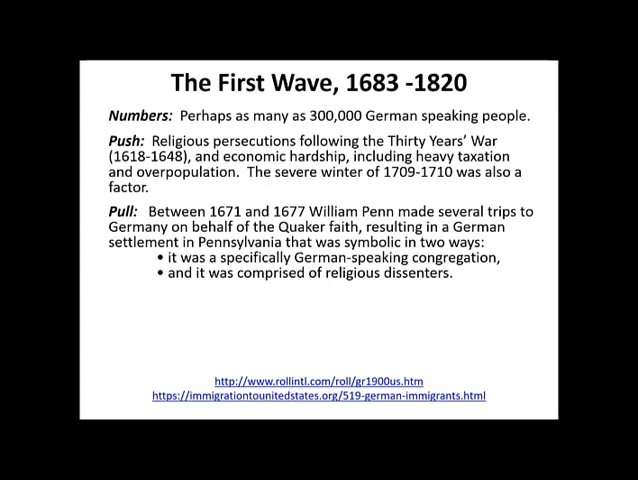 The First Wave, 1683 -1820
Numbers: Perhaps as many as 300,000 German speaking people.
Push: Religious persecutions following the Thirty Years' War
(1618-1648), and economic hardship, including heavy taxation
and overpopulation. The severe winter of 1709-1710 was also a
factor.
Pull: Between 1671 and 1677 William Penn made several trips to
Germany on behalf of the Quaker faith, resulting in a German
settlement in Pennsylvania that was symbolic in two ways:
• it was a specifically German-speaking congregation,
• and it was comprised of religious dissenters.
http://www.rollintl.com/roll/gr1900us.htm
https://immigrationtounitedstates.org/519-german-immigrants.html